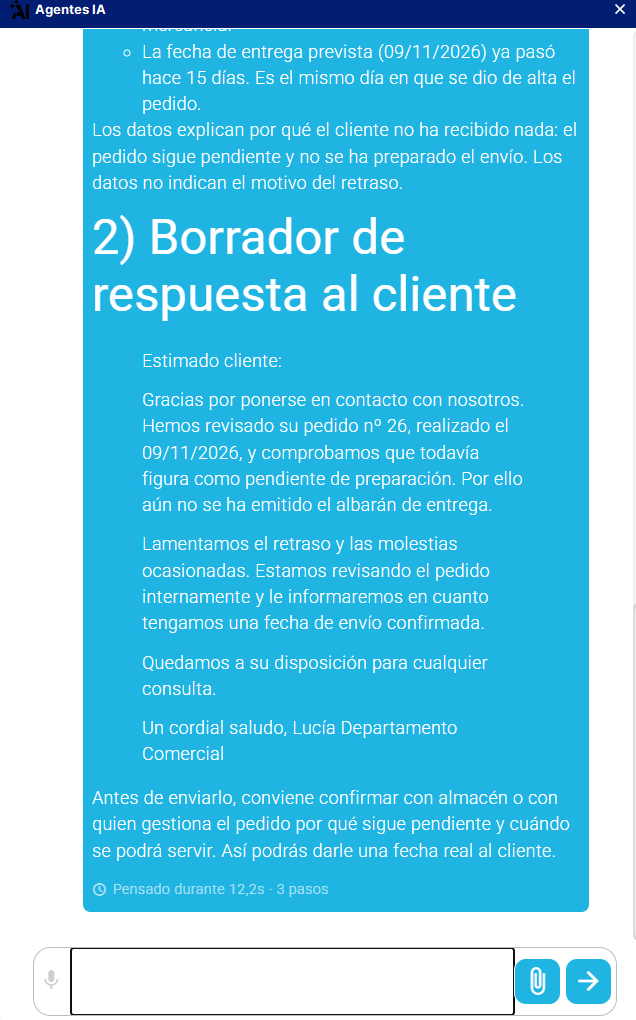 Agentes IA
La fecha de entrega prevista (09/11/2026) ya pasó
hace 15 días. Es el mismo día en que se dio de alta el
pedido.
Los datos explican por qué el cliente no ha recibido nada: el
pedido sigue pendiente y no se ha preparado el envío. Los
datos no indican el motivo del retraso.
2) Borrador de
respuesta al cliente
Estimado cliente:
Gracias por ponerse en contacto con nosotros.
Hemos revisado su pedido nº 26, realizado el
09/11/2026, y comprobamos que todavía
figura como pendiente de preparación. Por ello
aún no se ha emitido el albarán de entrega.
Lamentamos el retraso y las molestias
ocasionadas. Estamos revisando el pedido
internamente y le informaremos en cuanto
tengamos una fecha de envío confirmada.
Quedamos a su disposición para cualquier
consulta.
Un cordial saludo, Lucía Departamento
Comercial
Antes de enviarlo, conviene confirmar con almacén o con
quien gestiona el pedido por qué sigue pendiente y cuándo
se podrá servir. Así podrás darle una fecha real al cliente.
Pensado durante 12,2s · 3 pasos